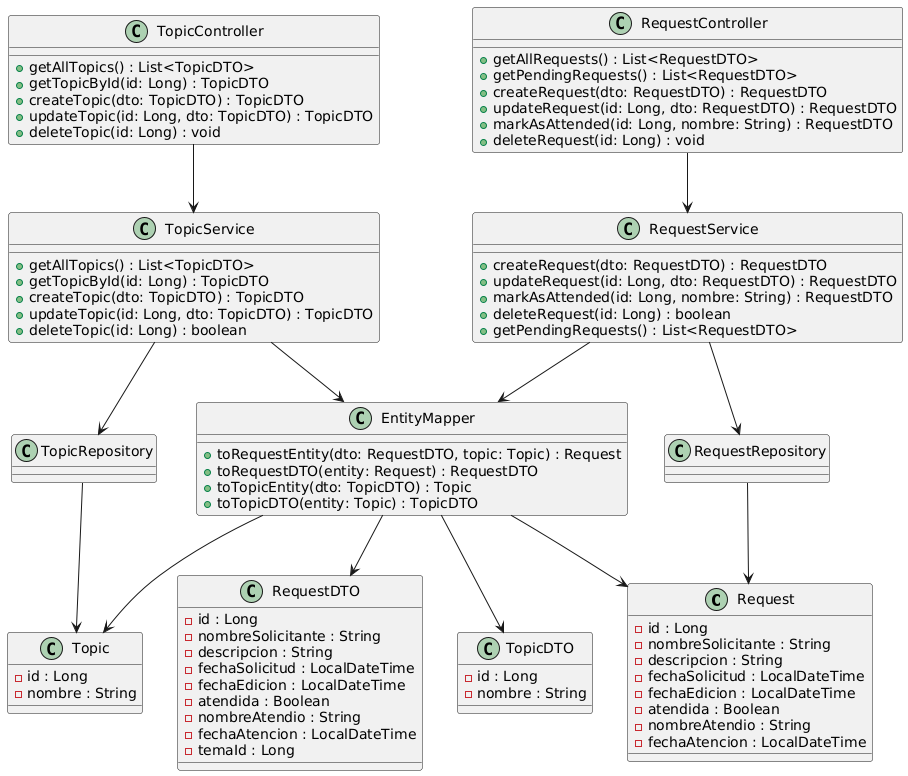 C TopicController
+ getAllTopics() : List<TopicDTO>
+ getTopicById(id: Long) : TopicDTO
+ createTopic(dto: TopicDTO) : TopicDTO
+ updateTopic(id: Long, dto: TopicDTO) : TopicDTO
+ deleteTopic(id: Long) : void
C RequestController
+ getAllRequests() : List<RequestDTO>
+ getPendingRequests() : List<RequestDTO>
+ createRequest(dto: RequestDTO) : RequestDTO
+ updateRequest(id: Long, dto: RequestDTO) : RequestDTO
+ markAsAttended(id: Long, nombre: String) : RequestDTO
+ deleteRequest(id: Long) : void
C TopicService
+ getAllTopics() : List<TopicDTO>
+ getTopicById(id: Long) : TopicDTO
+ createTopic(dto: TopicDTO) : TopicDTO
+ updateTopic(id: Long, dto: TopicDTO) : TopicDTO
+ deleteTopic(id: Long) : boolean
C RequestService
+ createRequest(dto: RequestDTO) : RequestDTO
+ updateRequest(id: Long, dto: RequestDTO) : RequestDTO
+ markAsAttended(id: Long, nombre: String) : RequestDTO
+ deleteRequest(id: Long) : boolean
+ getPendingRequests() : List<RequestDTO>
C TopicRepository
C EntityMapper
+ toRequestEntity(dto: RequestDTO, topic: Topic) : Request
+ toRequestDTO(entity: Request) : RequestDTO
+ toTopicEntity(dto: TopicDTO) : Topic
+ toTopicDTO(entity: Topic) : TopicDTO
C RequestRepository
C Topic
id : Long
nombre : String
C RequestDTO
id : Long
nombreSolicitante : String
descripcion : String
fechaSolicitud : LocalDateTime
fechaEdicion : LocalDateTime
atendida : Boolean
nombreAtendio : String
fechaAtencion : LocalDateTime
temaId : Long
C TopicDTO
id : Long
nombre : String
C Request
id : Long
nombreSolicitante : String
descripcion : String
fechaSolicitud : LocalDateTime
fechaEdicion : LocalDateTime
atendida : Boolean
nombreAtendio : String
fechaAtencion : LocalDateTime